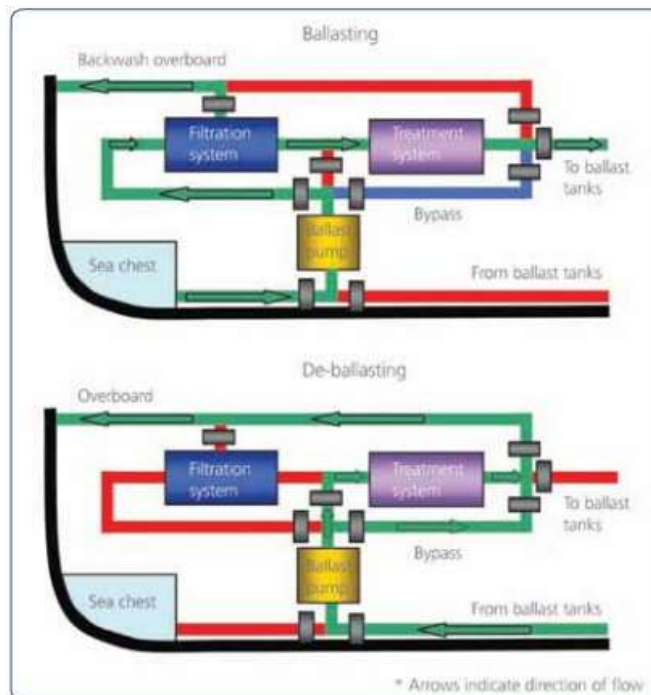 Ballasting
Backwash overboard
Filtration
system
Treatment
system
To ballast
tanks
Bypass
Ballast
pump
Sea chest
From ballast tanks
De-ballasting
Overboard
Filtration
system
Treatment
system
To ballast
tanks
Bypass
Ballast
pump
Sea chest
From ballast tanks
* Arrows indicate direction of flow